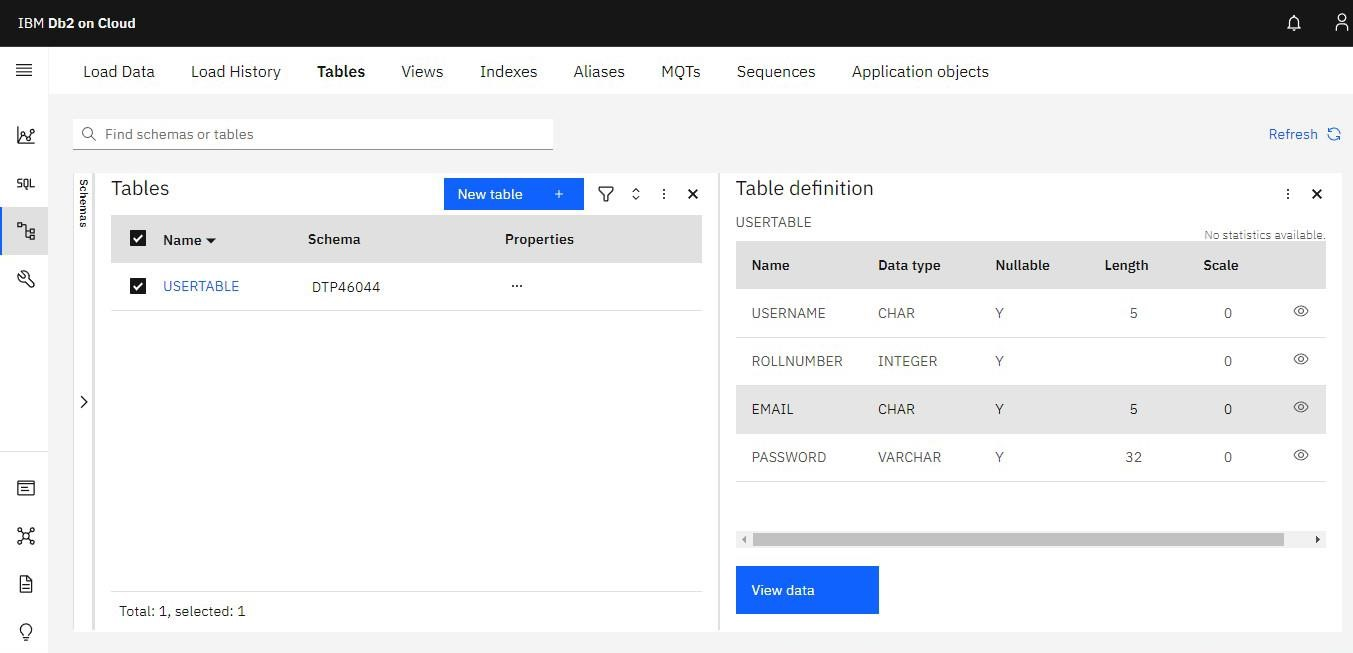 IBM Db2 on Cloud
Load Data Load History Tables Views Indexes Aliases MQTs Sequences Application objects
Find schemas or tables
Refresh
SQL
Schemas
Tables
New table +
Name Schema Properties
USERTABLE DTP46044 ...
Total: 1, selected: 1
Table definition
USERTABLE
No statistics available.
Name Data type Nullable Length Scale
USERNAME CHAR Y 5 0
ROLLNUMBER INTEGER Y 0
EMAIL CHAR Y 5 0
PASSWORD VARCHAR Y 32 0
View data